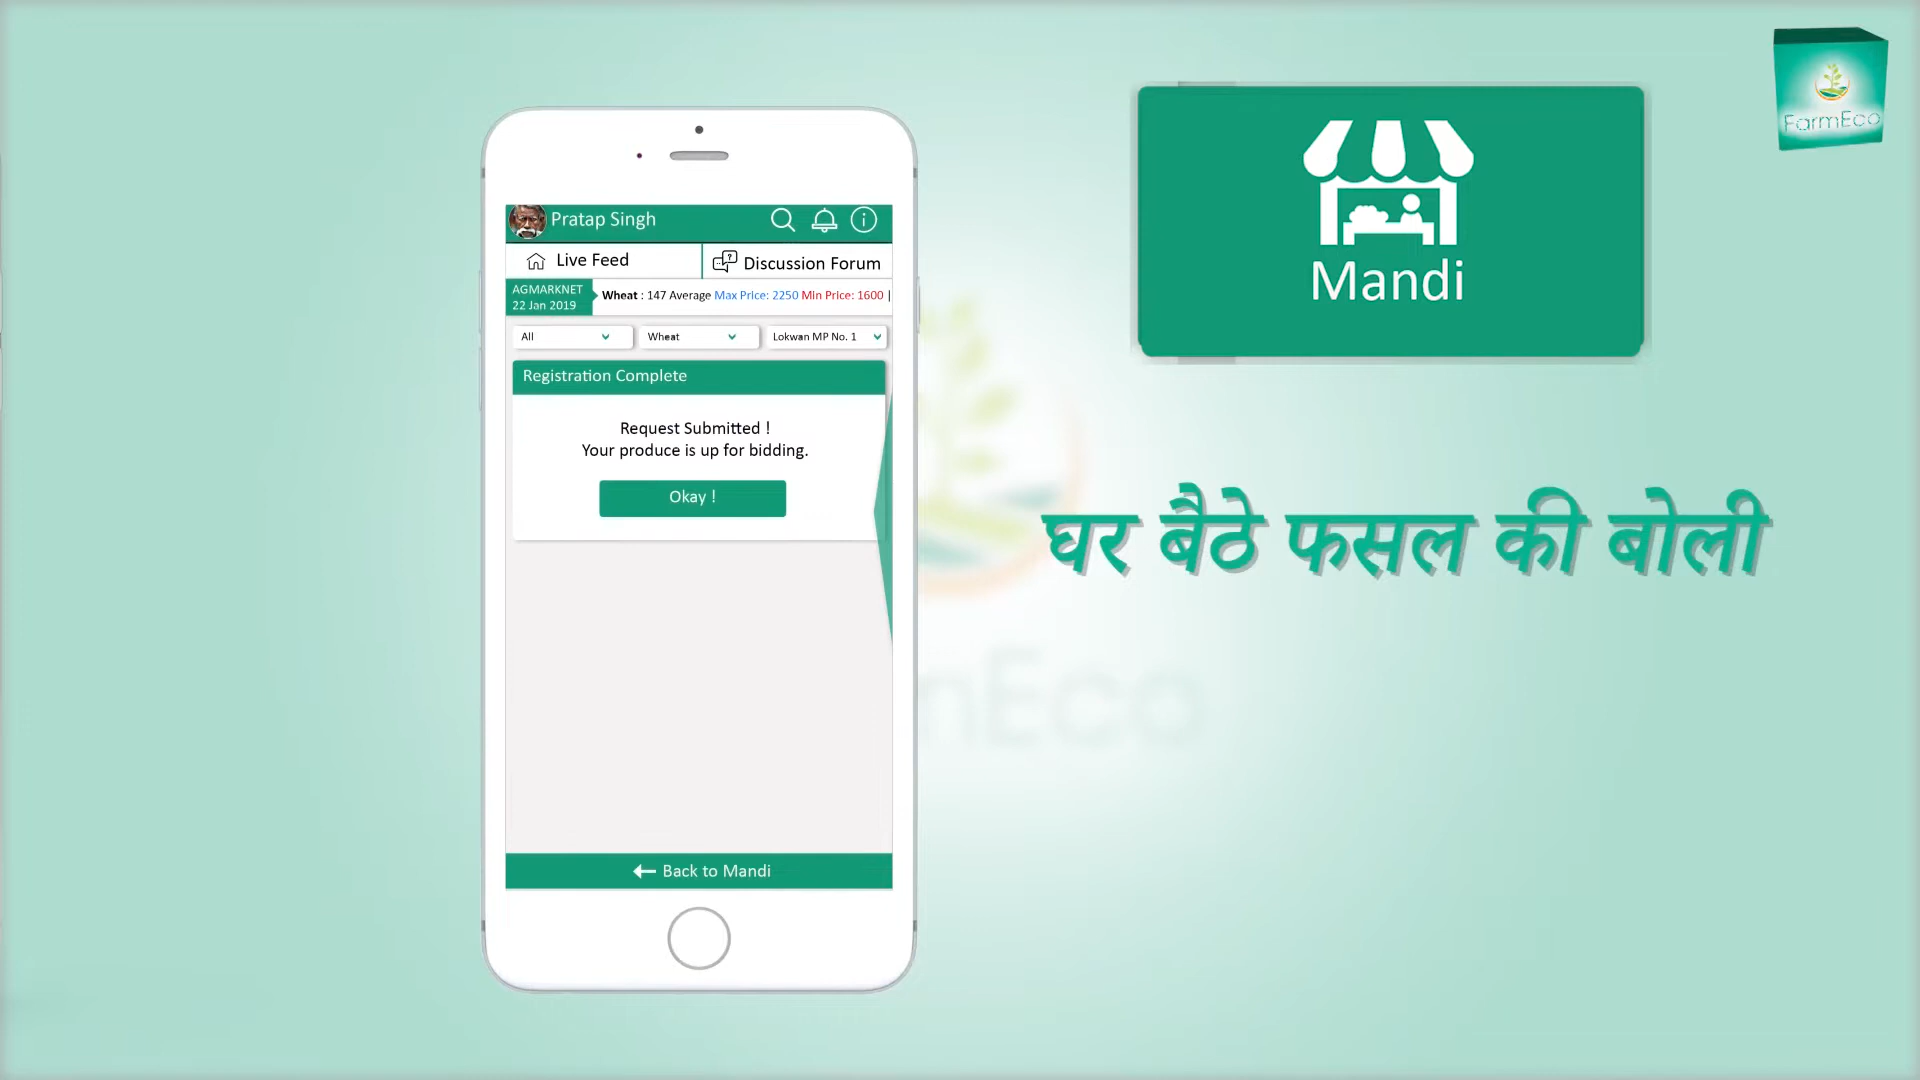 FarmEco
Pratap Singh
Live Feed
Discussion Forum
AGMARKNET
22 Jan 2019
Wheat : 147 Average Max Price: 2250 Min Price: 1600 |
All
Wheat
Lokwan MP No. 1
Registration Complete
Request Submitted !
Your produce is up for bidding.
Okay !
Back to Mandi
Mandi
घर बैठे फसल की बोली
mEco